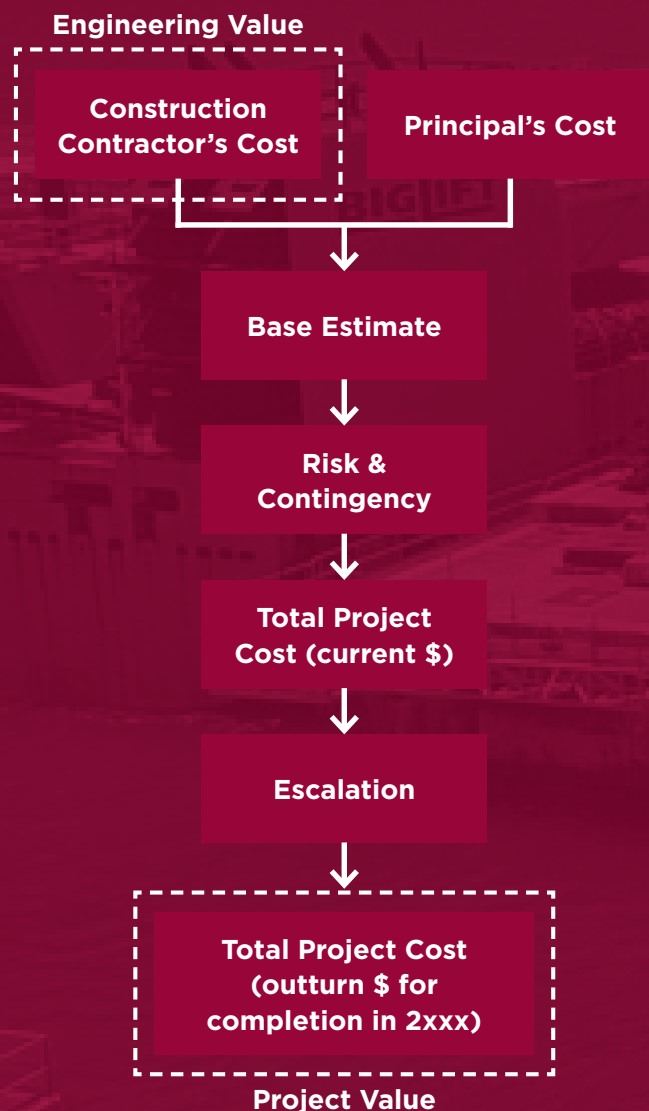 Engineering Value
Construction
Contractor's Cost
Principal's Cost
BIGLIFT
Base Estimate
Risk &
Contingency
Total Project
Cost (current $)
Escalation
Total Project Cost
(outturn $ for
completion in 2xxx)
Project Value